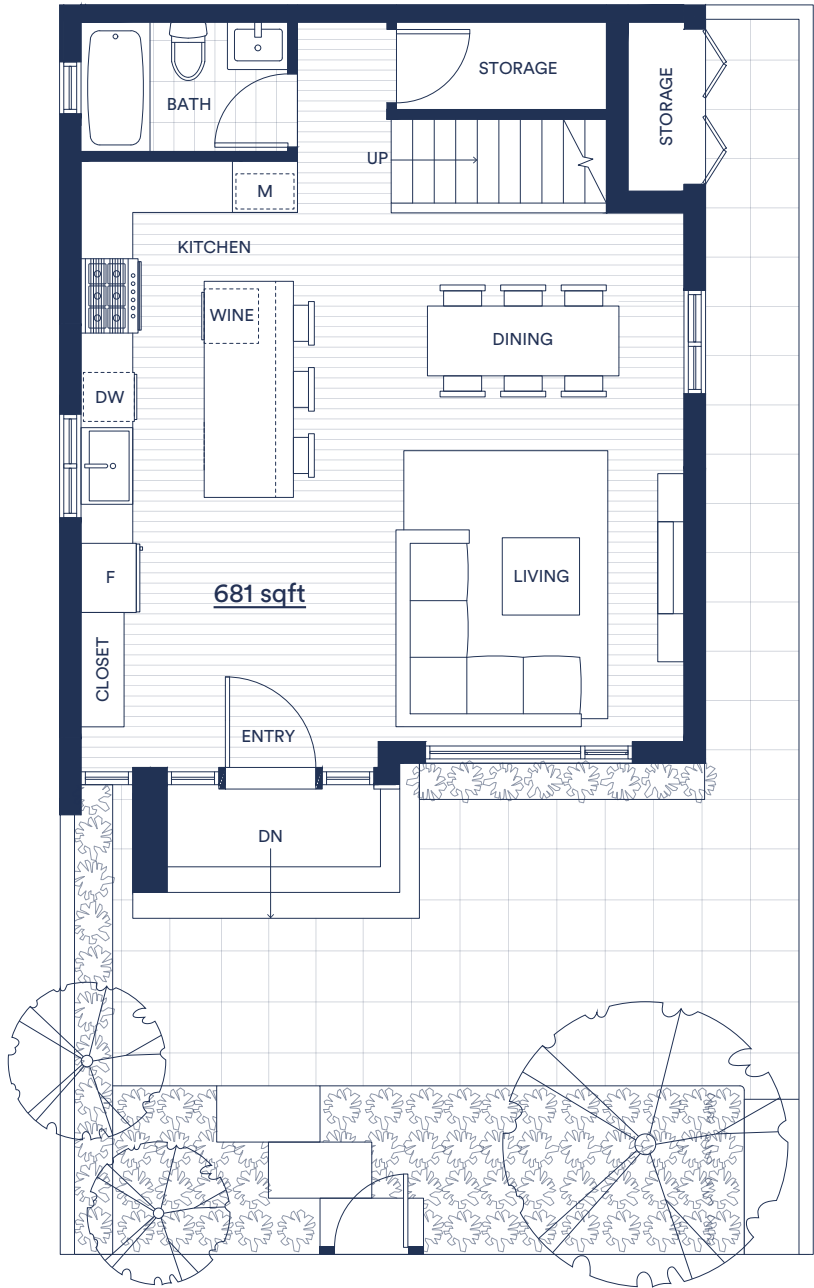 STORAGE
STORAGE
BATH
UP
M
KITCHEN
WINE
DINING
DW
F
LIVING
681 sqft
CLOSET
ENTRY
DN